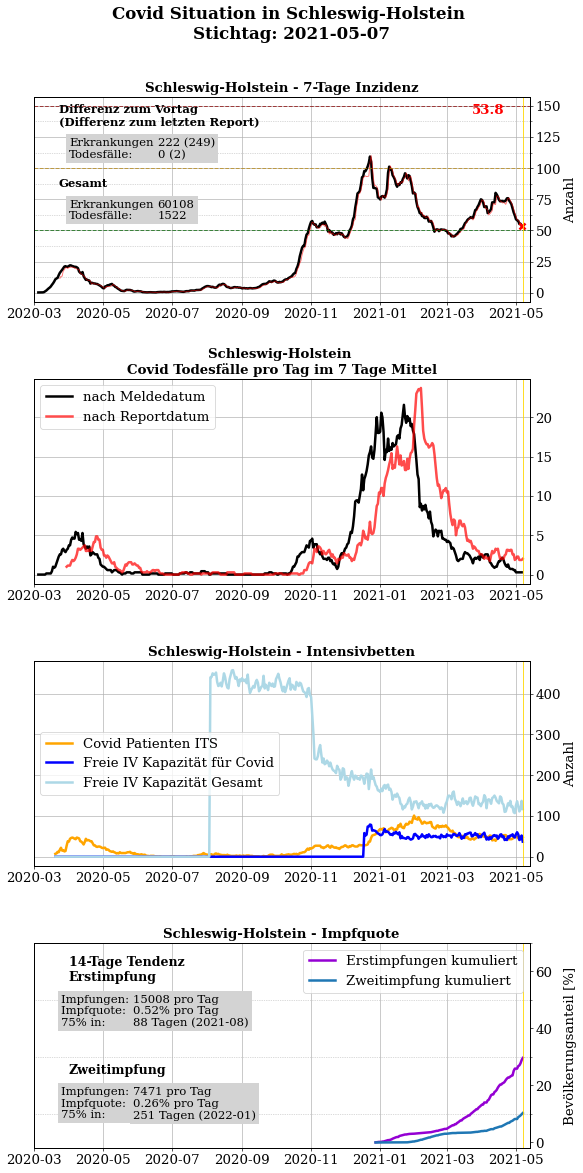 Covid Situation in Schleswig-Holstein
Stichtag: 2021-05-07
Schleswig-Holstein - 7-Tage Inzidenz
Differenz zum Vortag
(Differenz zum letzten Report)
Erkrankungen 222 (249)
Todesfälle: 0 (2)
Gesamt
Erkrankungen 60108
Todesfälle: 1522
53.8
150
125
100
75
50
25
0
Anzahl
2020-03 2020-05 2020-07 2020-09 2020-11 2021-01 2021-03 2021-05
Schleswig-Holstein
Covid Todesfälle pro Tag im 7 Tage Mittel
nach Meldedatum
nach Reportdatum
20
15
10
5
0
2020-03 2020-05 2020-07 2020-09 2020-11 2021-01 2021-03 2021-05
Schleswig-Holstein - Intensivbetten
Covid Patienten ITS
Freie IV Kapazität für Covid
Freie IV Kapazität Gesamt
400
300
200
100
0
Anzahl
2020-03 2020-05 2020-07 2020-09 2020-11 2021-01 2021-03 2021-05
Schleswig-Holstein - Impfquote
14-Tage Tendenz
Erstimpfung
Impfungen: 15008 pro Tag
Impfquote: 0.52% pro Tag
75% in: 88 Tagen (2021-08)
Zweitimpfung
Impfungen: 7471 pro Tag
Impfquote: 0.26% pro Tag
75% in: 251 Tagen (2022-01)
Erstimpfungen kumuliert
Zweitimpfung kumuliert
60
40
20
0
Bevölkerungsanteil [%]
2020-03 2020-05 2020-07 2020-09 2020-11 2021-01 2021-03 2021-05